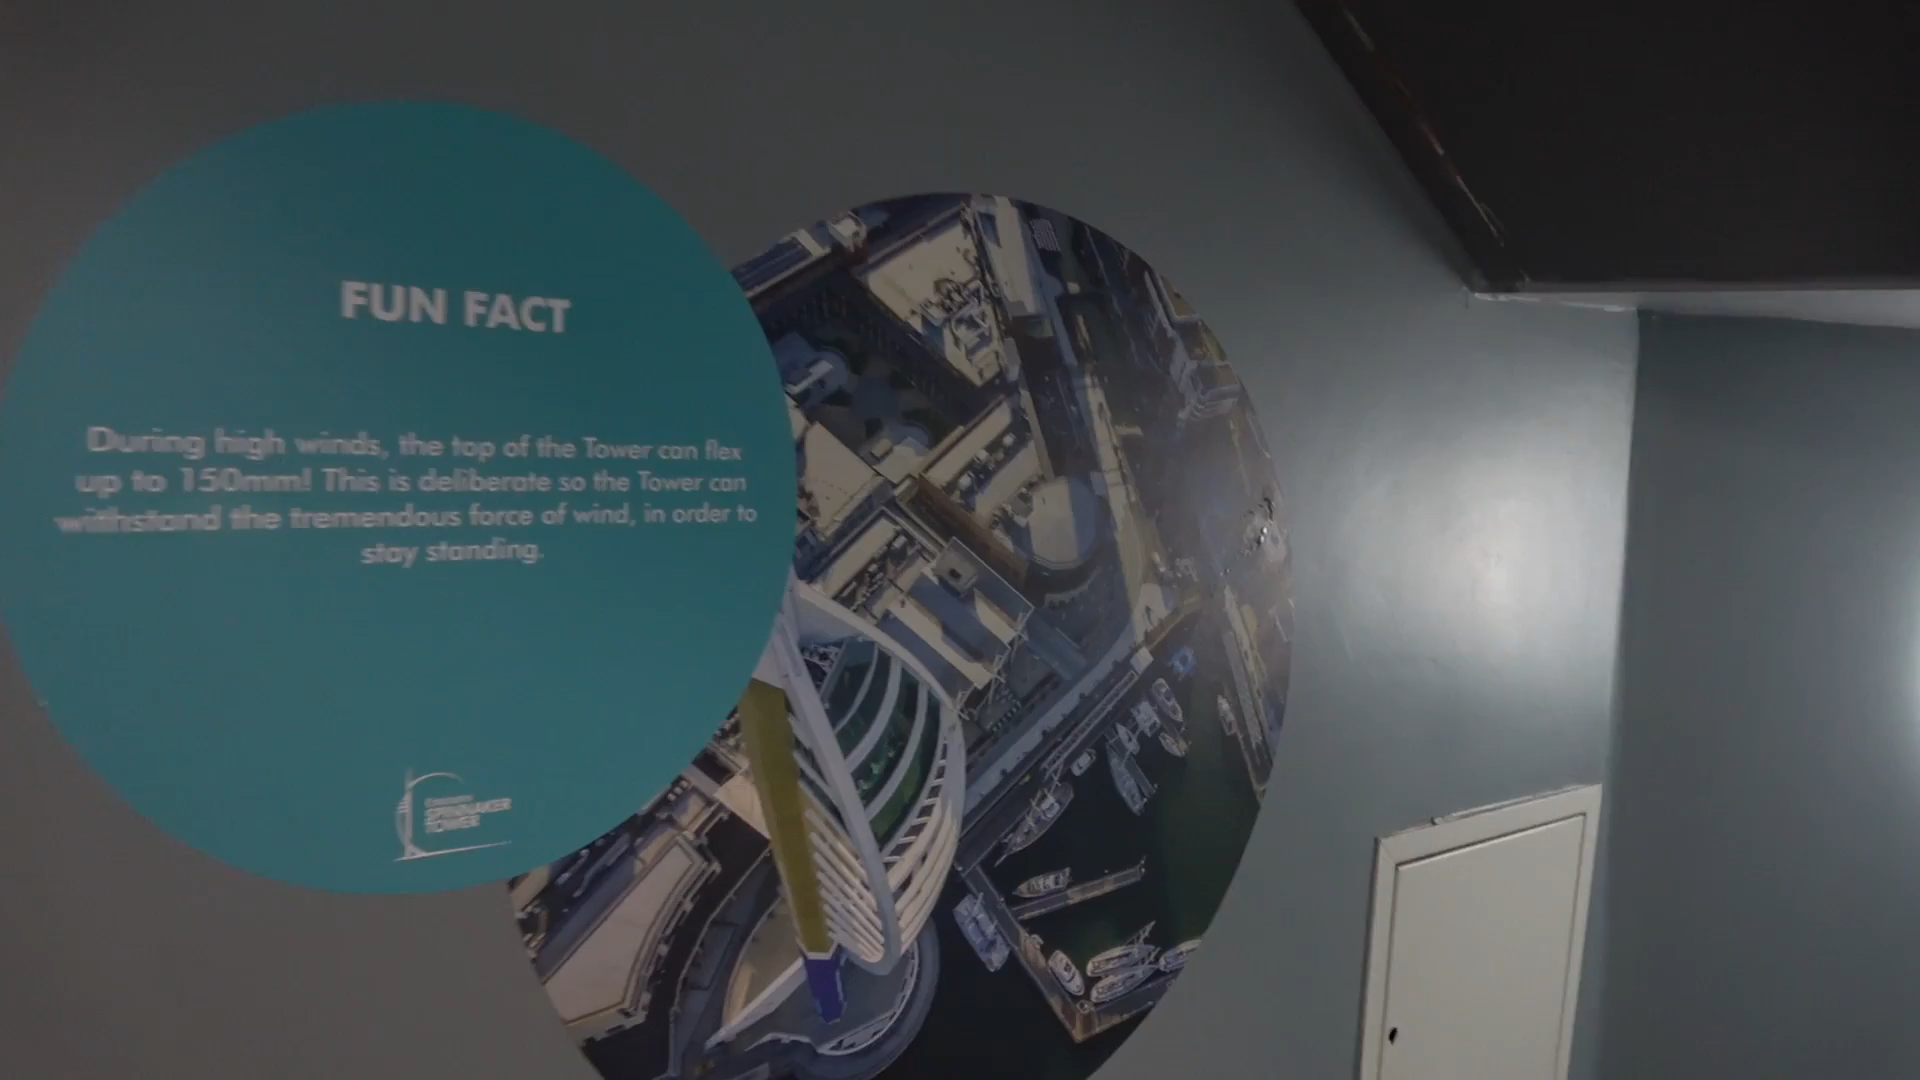 FUN FACT
During high winds, the top of the Tower can flex
up to 150mm! This is deliberate so the Tower can
withstand the tremendous force of wind, in order to
stay standing.
SPINNAKER
TOWER